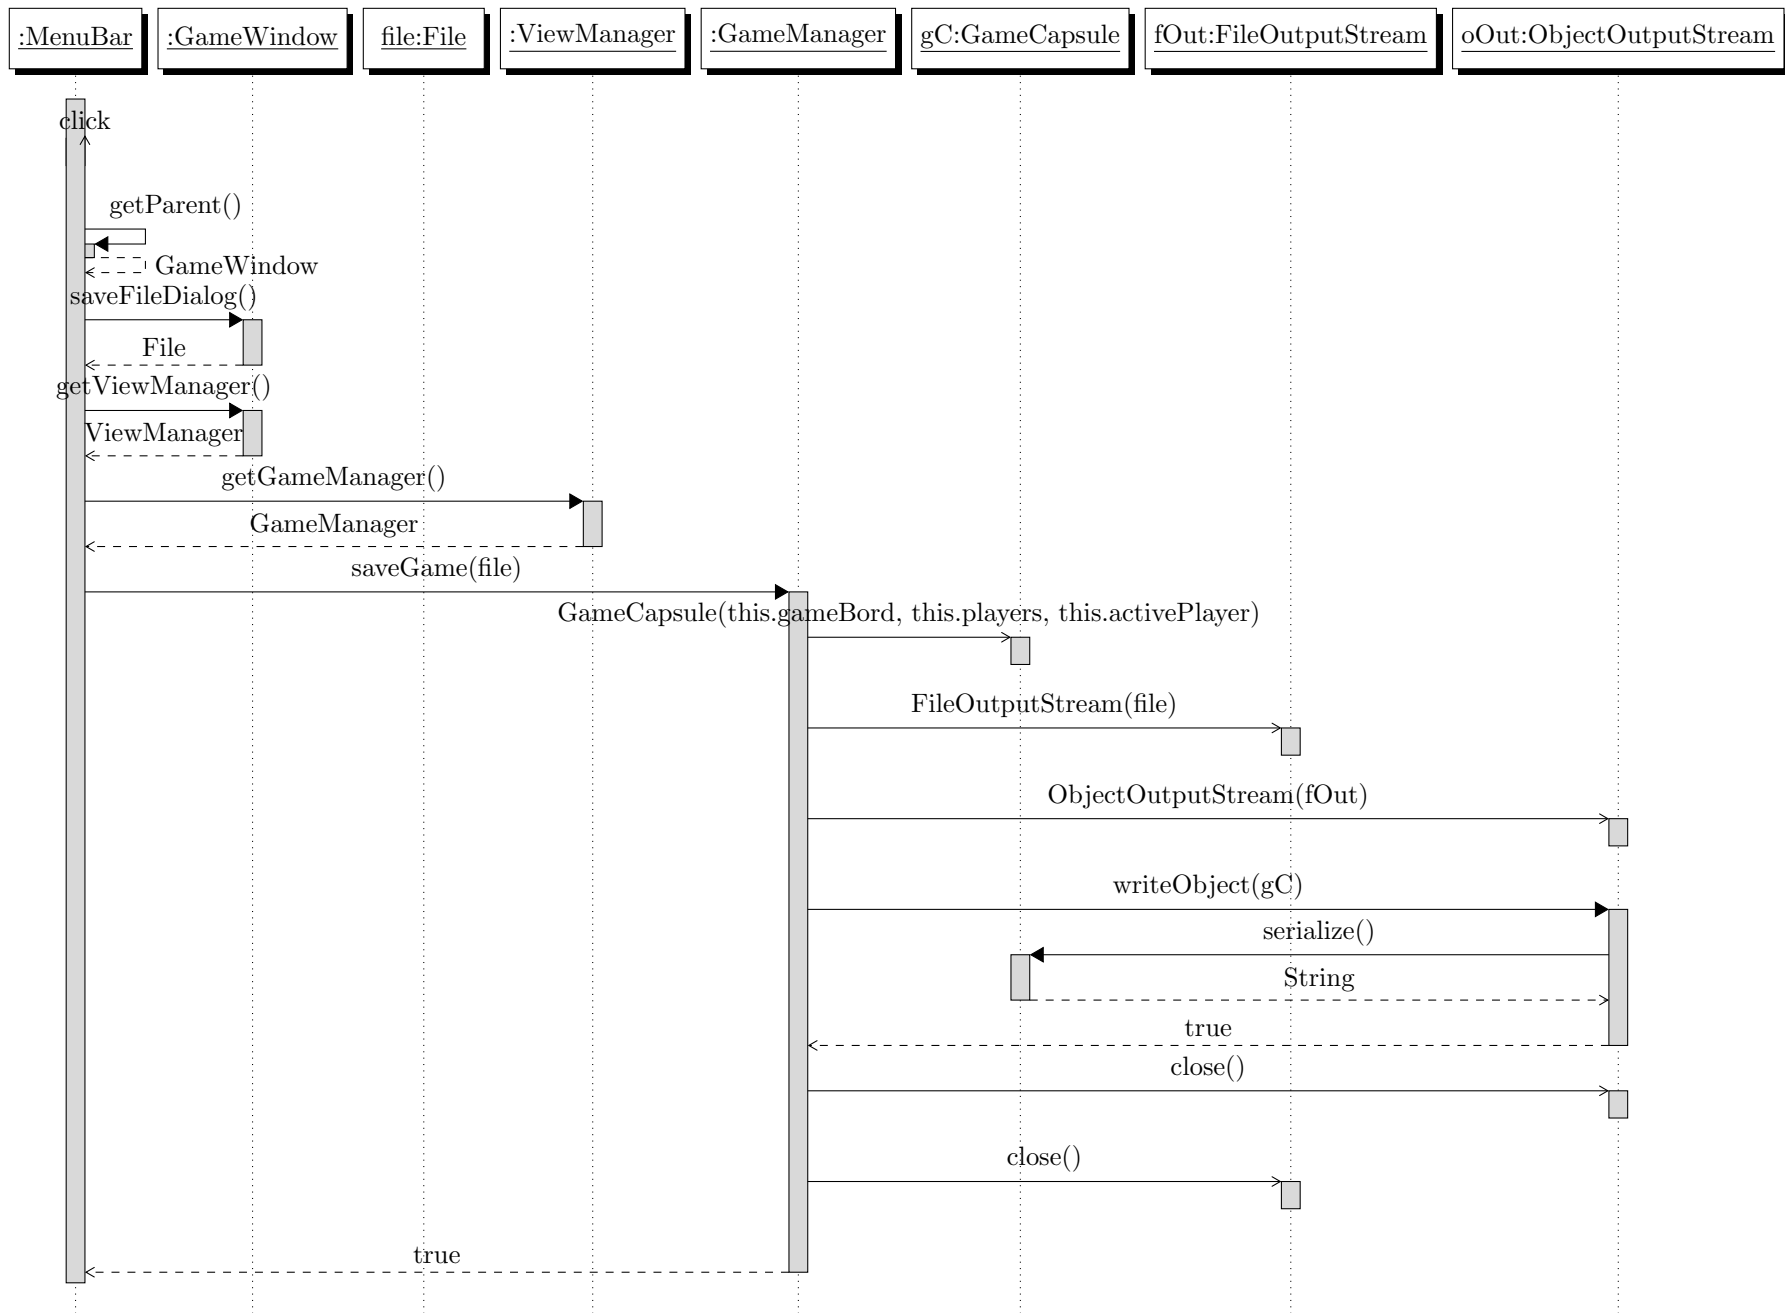 :MenuBar
:GameWindow
file:File
:ViewManager
:GameManager
gC:GameCapsule
fOut:FileOutputStream
oOut:ObjectOutputStream
click
getParent()
GameWindow
saveFileDialog()
File
getViewManager()
ViewManager
getGameManager()
GameManager
saveGame(file)
GameCapsule(this.gameBord, this.players, this.activePlayer)
FileOutputStream(file)
ObjectOutputStream(fOut)
writeObject(gC)
serialize()
String
true
close()
close()
true